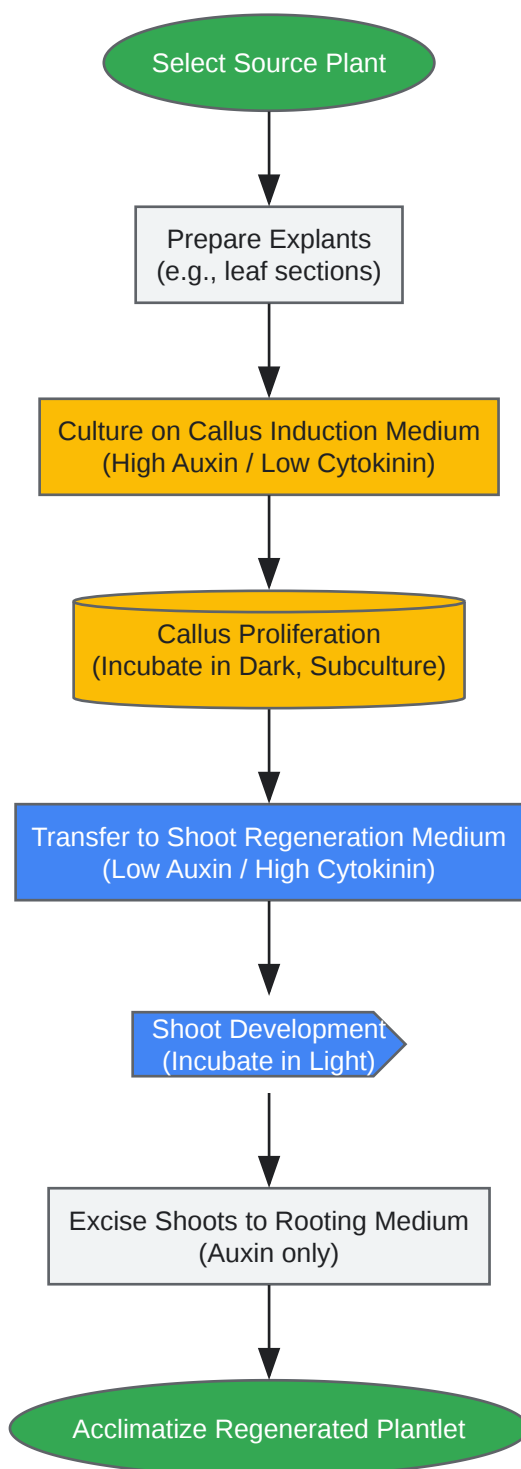 Select Source Plant
Prepare Explants
(e.g., leaf sections)
Culture on Callus Induction Medium
(High Auxin / Low Cytokinin)
Callus Proliferation
(Incubate in Dark, Subculture)
Transfer to Shoot Regeneration Medium
(Low Auxin / High Cytokinin)
Shoot Development
(Incubate in Light)
Excise Shoots to Rooting Medium
(Auxin only)
Acclimatize Regenerated Plantlet